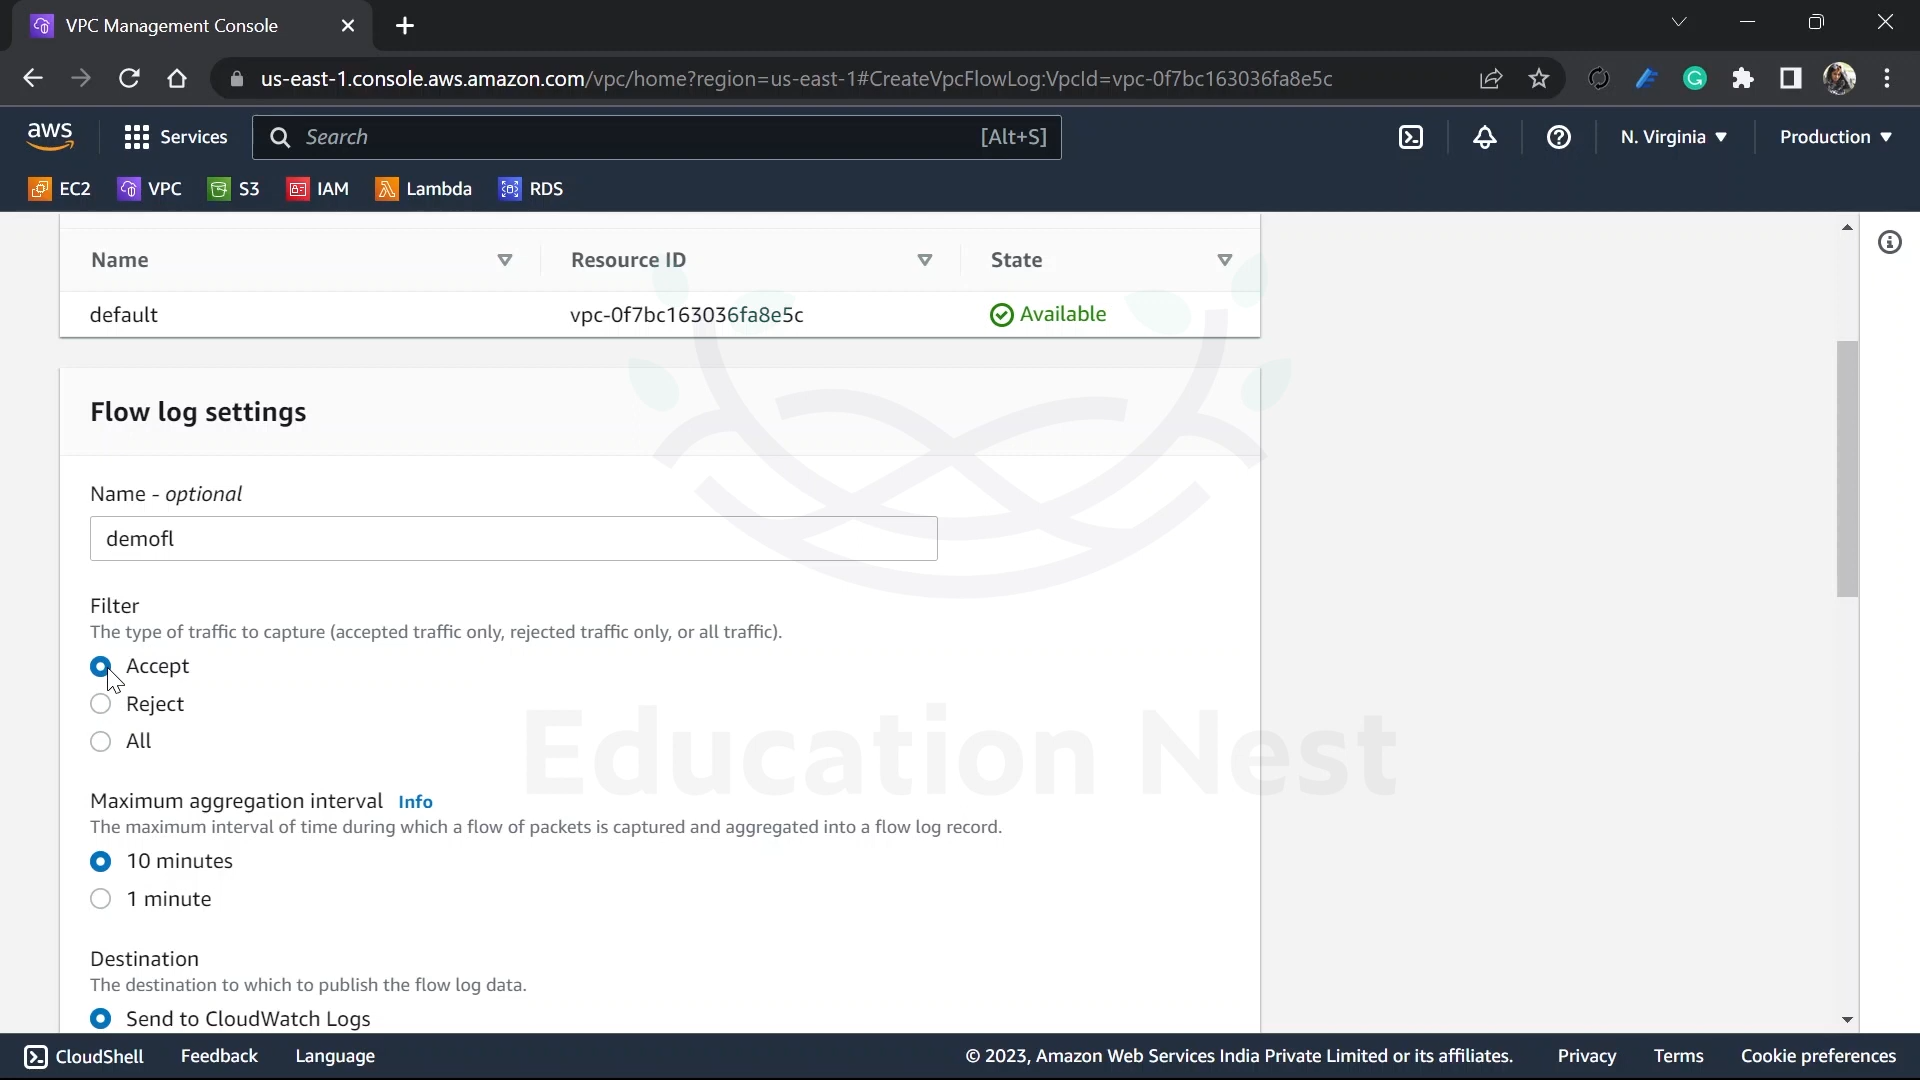 VPC Management Console
us-east-1.console.aws.amazon.com/vpc/home?region=us-east-1#CreateVpcFlowLog:VpcId=vpc-0f7bc163036fa8e5c
aws Services Search [Alt+S] N. Virginia Production
EC2 VPC S3 IAM Lambda RDS
Name Resource ID State
default vpc-0f7bc163036fa8e5c Available
Flow log settings
Name - optional
demofl
Filter
The type of traffic to capture (accepted traffic only, rejected traffic only, or all traffic).
Accept
Reject
All
Education Nest
Maximum aggregation interval Info
The maximum interval of time during which a flow of packets is captured and aggregated into a flow log record.
10 minutes
1 minute
Destination
The destination to which to publish the flow log data.
Send to CloudWatch Logs
CloudShell Feedback Language © 2023, Amazon Web Services India Private Limited or its affiliates. Privacy Terms Cookie preferences